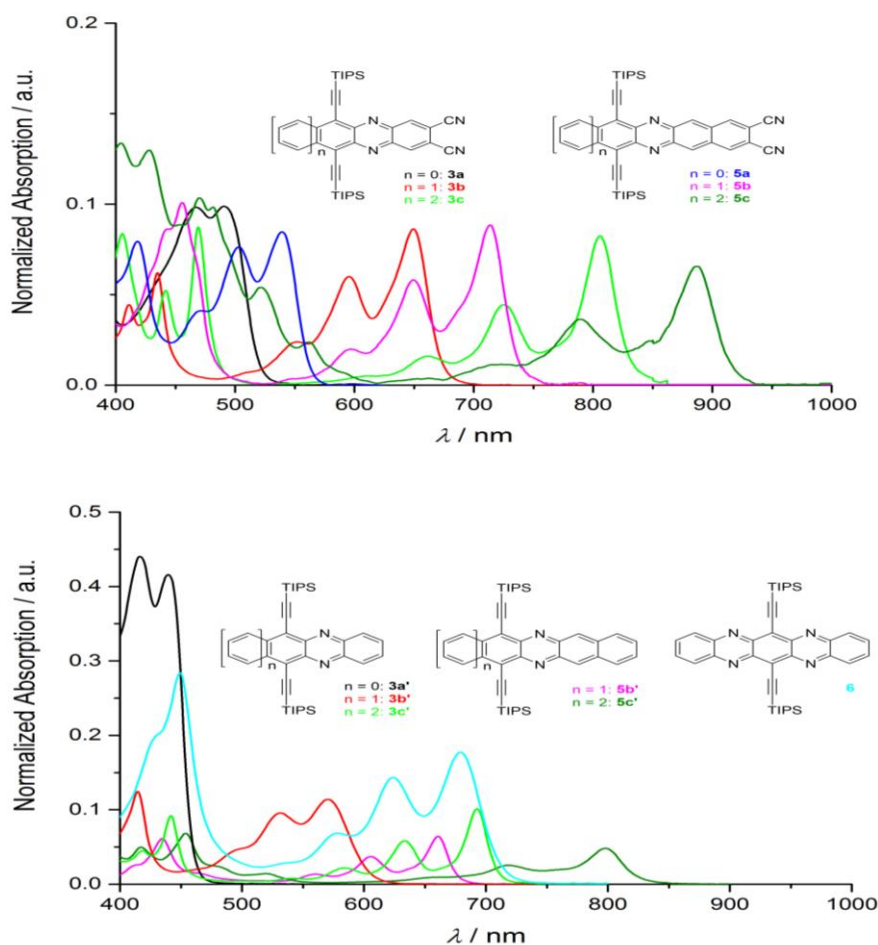 0.2
TIPS
TIPS
N
CN
N
CN
0.1
n
TIPS
n = 0: 3a
n = 1: 3b
n = 2: 3c
N
CN
N
CN
n
TIPS
n = 0: 5a
n = 1: 5b
n = 2: 5c
Normalized Absorption / a.u.
0.0
400 500 600 700 800 900 1000
λ / nm
0.5
0.4
TIPS
TIPS
TIPS
0.3
N
N
n
TIPS
n = 0: 3a'
n = 1: 3b'
n = 2: 3c'
N
N
n
TIPS
n = 1: 5b'
n = 2: 5c'
N
N
N
N
TIPS
6
0.2
0.1
0.0
Normalized Absorption / a.u.
400 500 600 700 800 900 1000
λ / nm